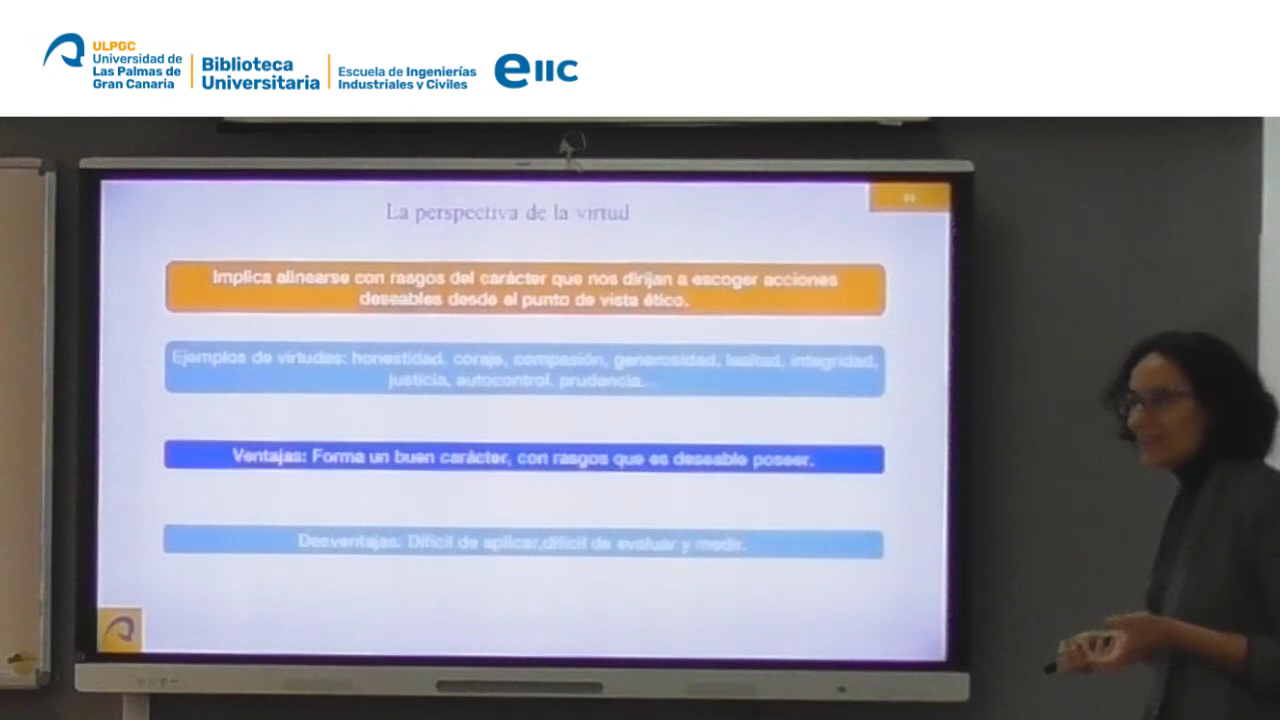 ULPGC
Universidad de
Las Palmas de
Gran Canaria
Biblioteca
Universitaria
Escuela de Ingenierías
Industriales y Civiles
eiic
La perspectiva de la virtud
Implica alinearse con rasgos del carácter que nos dirijan a escoger acciones
deseables desde el punto de vista ético.
Ejemplos de virtudes: honestidad, coraje, compasión, generosidad, lealtad, integridad,
justicia, autocontrol, prudencia...
Ventajas: Forma un buen carácter, con rasgos que es deseable poseer.
Desventajas: Difícil de aplicar,difícil de evaluar y medir.